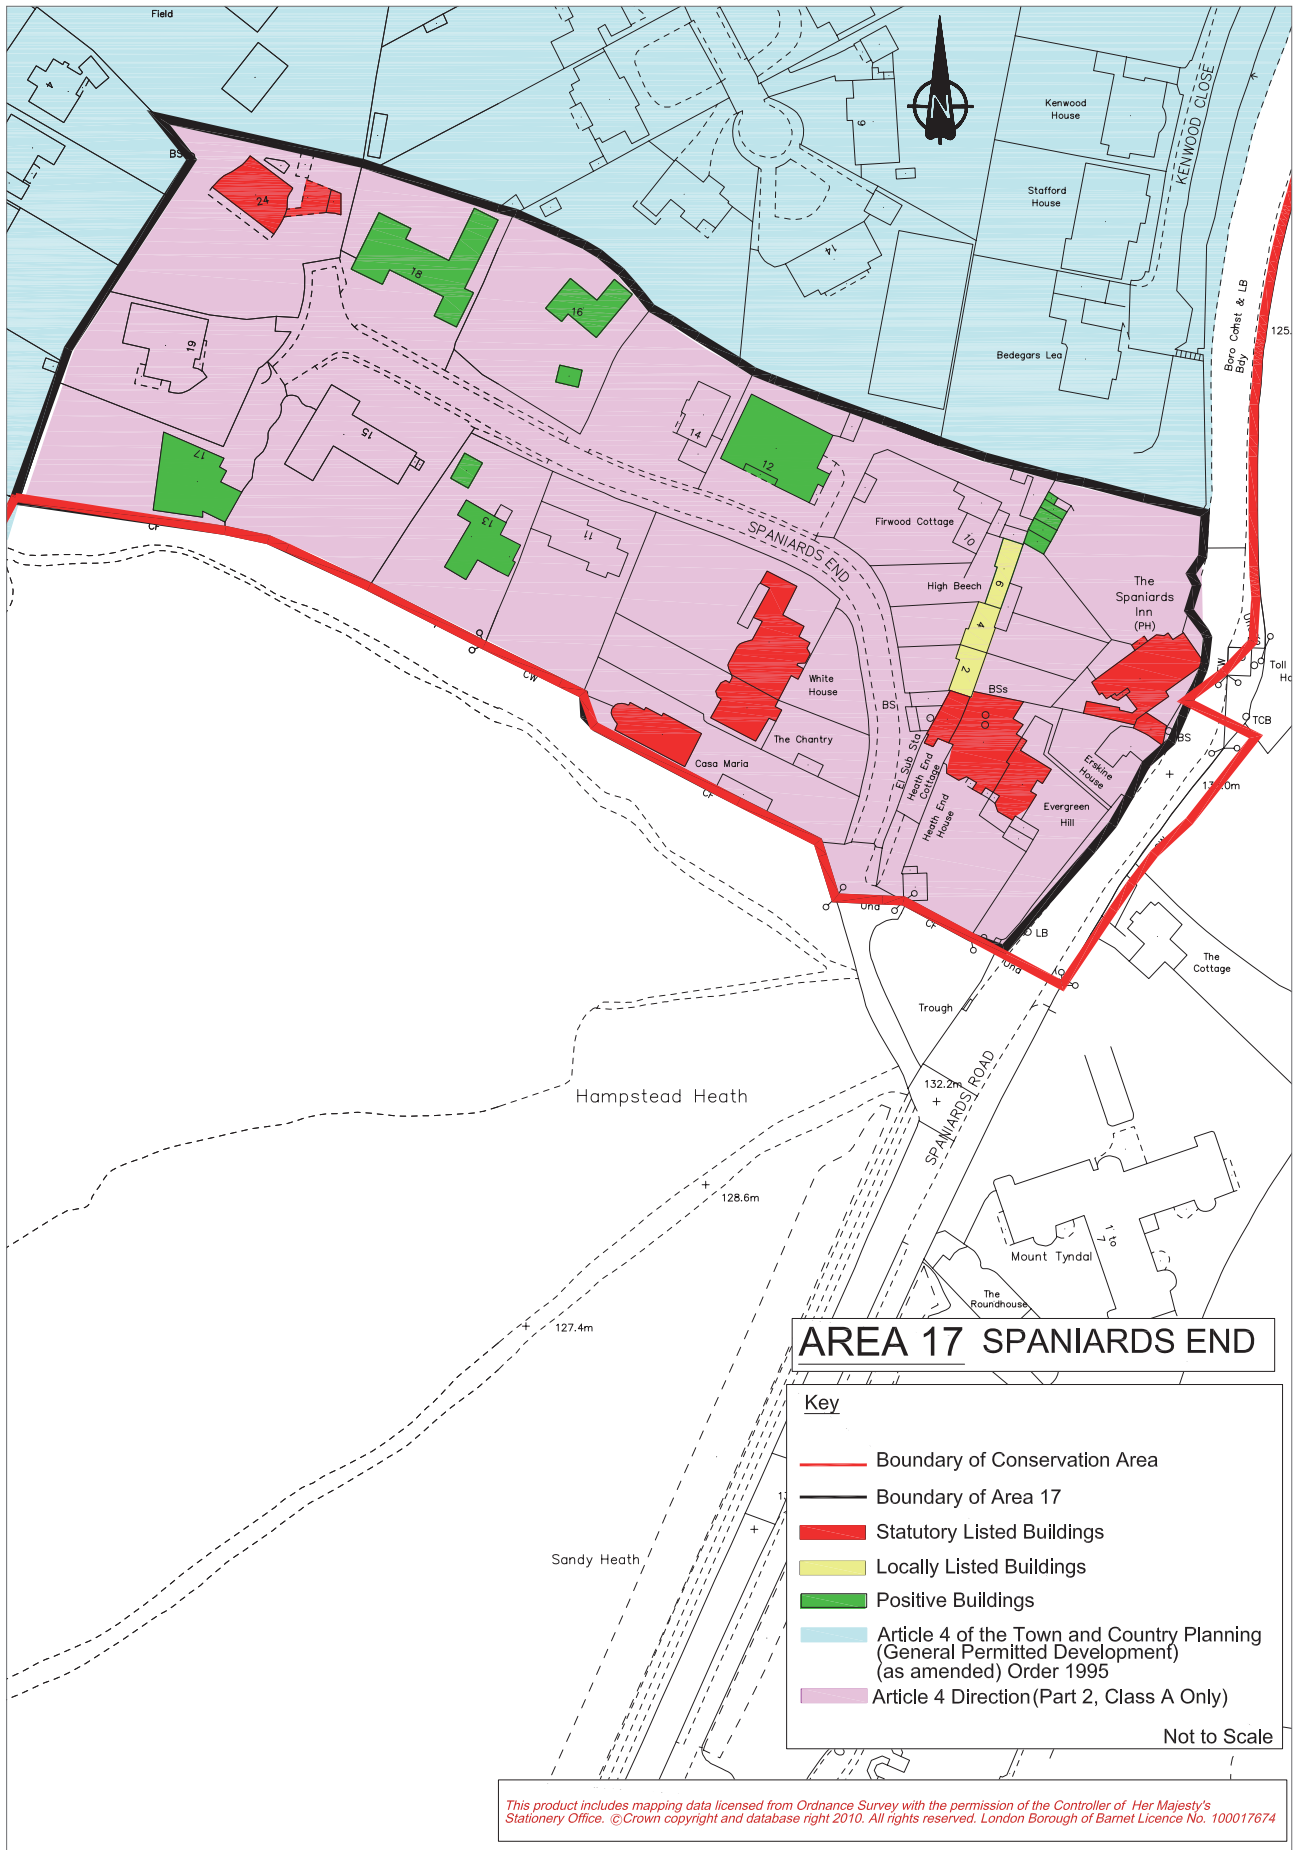 Field
4
9
N
Kenwood
House
KENWOOD CLOSE
Stafford
House
14
Bedegars Lea
Boro Const & LB
Bdy
125.
BS
24
18
16
19
15
17
14
12
13
11
SPANIARDS END
Firwood Cottage
10
High Beech
6
4
2
The
Spaniards
Inn
(PH)
CW
Toll
TCB
BS
BSs
BS
El Sub Sta
Heath End
Cottage
Heath End
House
Erskine
House
Evergreen
Hill
White
House
The Chantry
Casa Maria
CF
CW
CF
Und
CF
Und
LB
The
Cottage
Trough
132.2m
SPANIARDS ROAD
Hampstead Heath
128.6m
127.4m
1 to
7
Mount Tyndal
The
Roundhouse
Sandy Heath
AREA 17 SPANIARDS END
Key
Boundary of Conservation Area
Boundary of Area 17
Statutory Listed Buildings
Locally Listed Buildings
Positive Buildings
Article 4 of the Town and Country Planning
(General Permitted Development)
(as amended) Order 1995
Article 4 Direction (Part 2, Class A Only)
Not to Scale
This product includes mapping data licensed from Ordnance Survey with the permission of the Controller of Her Majesty's
Stationery Office. ©Crown copyright and database right 2010. All rights reserved. London Borough of Barnet Licence No. 100017674